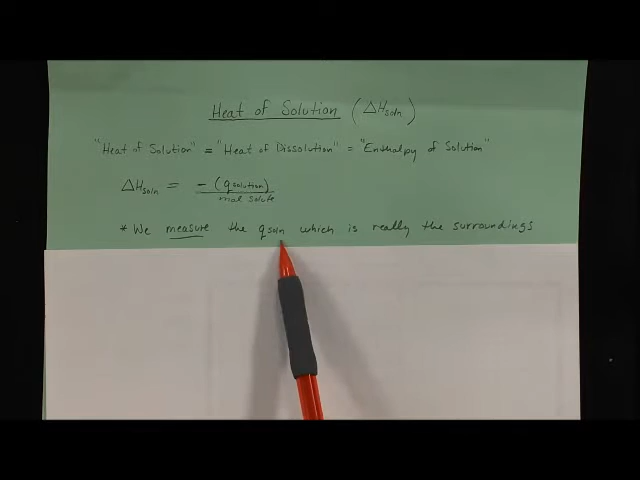 Heat of Solution (ΔHsoln)
"Heat of Solution" = "Heat of Dissolution" = "Enthalpy of Solution"
ΔHsoln = -(qsolution)
mol solute
* We measure the qsoln which is really the surroundings